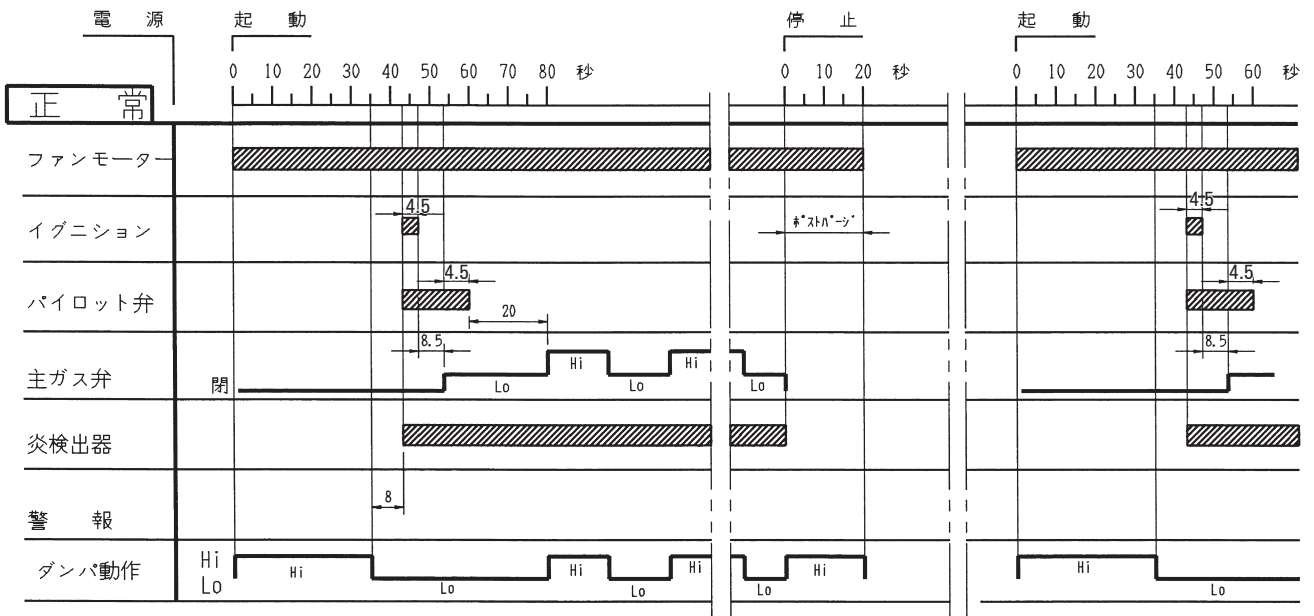 電 源 起 動 停 止 起 動
0 10 20 30 40 50 60 70 80 秒 0 10 20 秒 0 10 20 30 40 50 60 秒
正 常
ファンモーター
4.5 4.5
イグニション ポストパージ
4.5 4.5
パイロット弁
20
8.5 8.5
主ガス弁 閉 Lo Hi Lo Hi Lo
炎検出器
8
警 報
ダンパ動作 Hi Hi Hi Hi Hi Hi
Lo Lo Lo Lo Lo